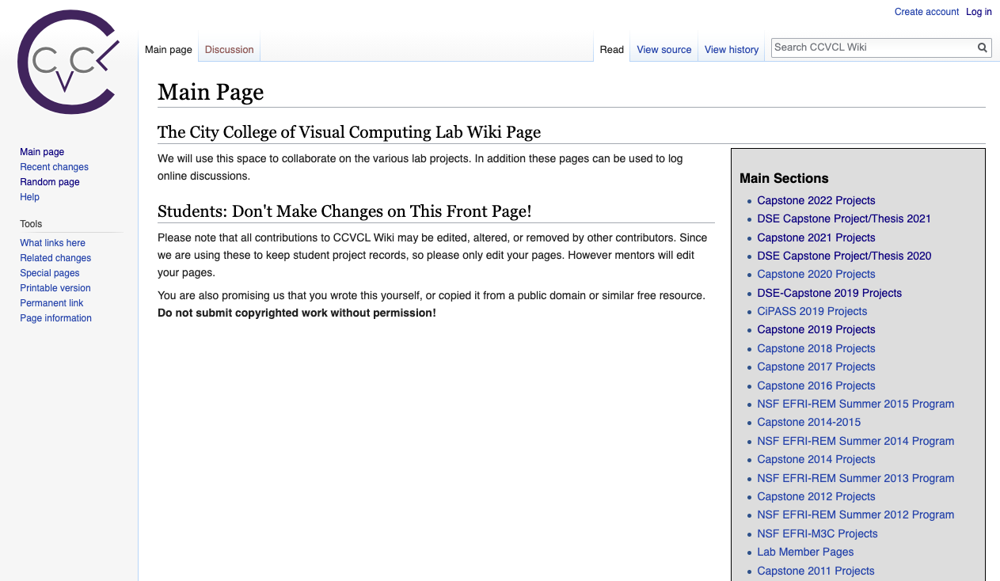 Create account Log in
C V C
Main page Discussion Read View source View history Search CCVCL Wiki
Main Page
The City College of Visual Computing Lab Wiki Page
We will use this space to collaborate on the various lab projects. In addition these pages can be used to log
online discussions.
Students: Don't Make Changes on This Front Page!
Please note that all contributions to CCVCL Wiki may be edited, altered, or removed by other contributors. Since
we are using these to keep student project records, so please only edit your pages. However mentors will edit
your pages.
You are also promising us that you wrote this yourself, or copied it from a public domain or similar free resource.
Do not submit copyrighted work without permission!
Main page
Recent changes
Random page
Help
Tools
What links here
Related changes
Special pages
Printable version
Permanent link
Page information
Main Sections
Capstone 2022 Projects
DSE Capstone Project/Thesis 2021
Capstone 2021 Projects
DSE Capstone Project/Thesis 2020
Capstone 2020 Projects
DSE-Capstone 2019 Projects
CiPASS 2019 Projects
Capstone 2019 Projects
Capstone 2018 Projects
Capstone 2017 Projects
Capstone 2016 Projects
NSF EFRI-REM Summer 2015 Program
Capstone 2014-2015
NSF EFRI-REM Summer 2014 Program
Capstone 2014 Projects
NSF EFRI-REM Summer 2013 Program
Capstone 2012 Projects
NSF EFRI-REM Summer 2012 Program
NSF EFRI-M3C Projects
Lab Member Pages
Capstone 2011 Projects